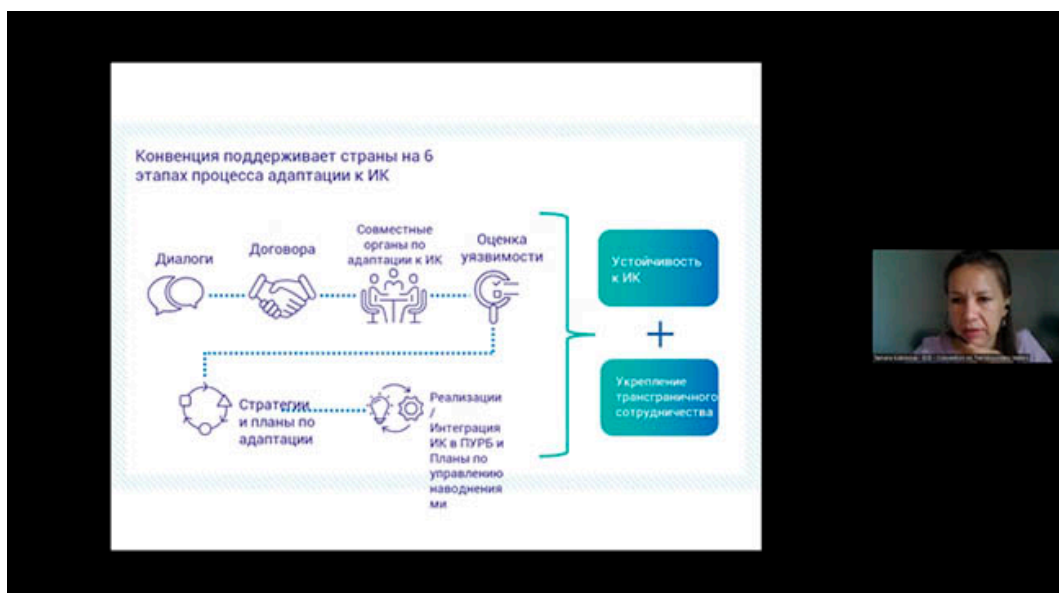 Конвенция поддерживает страны на 6
этапах процесса адаптации к ИК
Диалоги
Договора
Совместные
органы по
адаптации к ИК
Оценка
уязвимости
Стратегии
и планы по
адаптации
Реализации
/
Интеграция
ИК в ПУРБ и
Планы по
управлению
наводнения
ми
Устойчивость
к ИК
+
Укрепление
трансграничного
сотрудничества